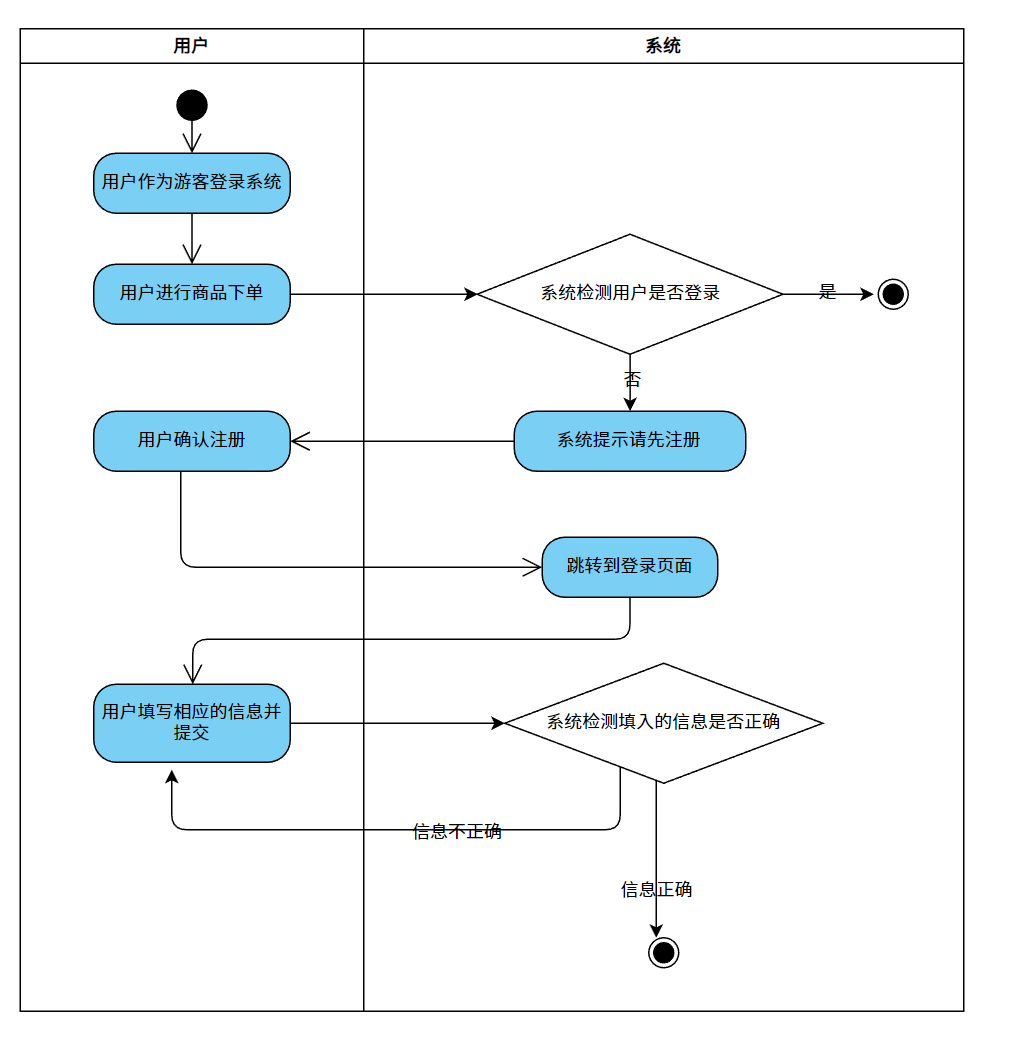 用户
系统
用户作为游客登录系统
用户进行商品下单
系统检测用户是否登录
是
否
用户确认注册
系统提示请先注册
跳转到登录页面
用户填写相应的信息并
提交
系统检测填入的信息是否正确
信息不正确
信息正确